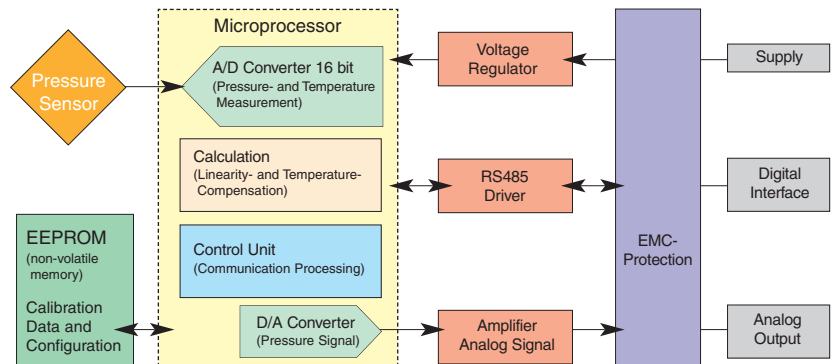 Microprocessor
Pressure
Sensor
A/D Converter 16 bit
(Pressure- and Temperature
Measurement)
Voltage
Regulator
Supply
Calculation
(Linearity- and Temperature-
Compensation)
RS485
Driver
Digital
Interface
EEPROM
(non-volatile
memory)
Calibration
Data and
Configuration
Control Unit
(Communication Processing)
EMC-
Protection
D/A Converter
(Pressure Signal)
Amplifier
Analog Signal
Analog
Output